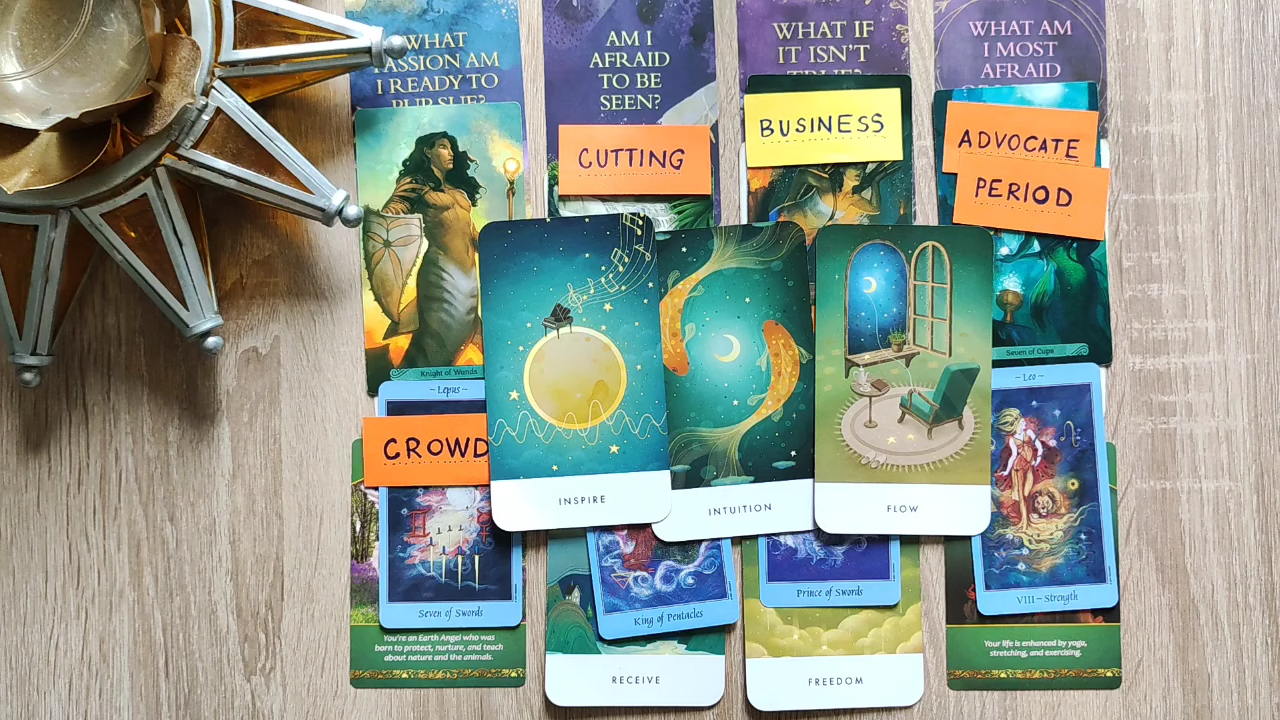 WHAT
PASSION AM
I READY TO
PURSUE?
AM I
AFRAID
TO BE
SEEN?
WHAT IF
IT ISN'T
TRUE?
WHAT AM
I MOST
AFRAID
CUTTING
BUSINESS
ADVOCATE
PERIOD
Knight of Wands
Seven of Cups
~ Lepus ~
CROWD
Seven of Swords
INSPIRE
INTUITION
FLOW
~ Leo ~
VIII ~ Strength
King of Pentacles
Prince of Swords
You're an Earth Angel who was
born to protect, nurture, and teach
about nature and the animals.
RECEIVE
FREEDOM
Your life is enhanced by yoga,
stretching, and exercising.